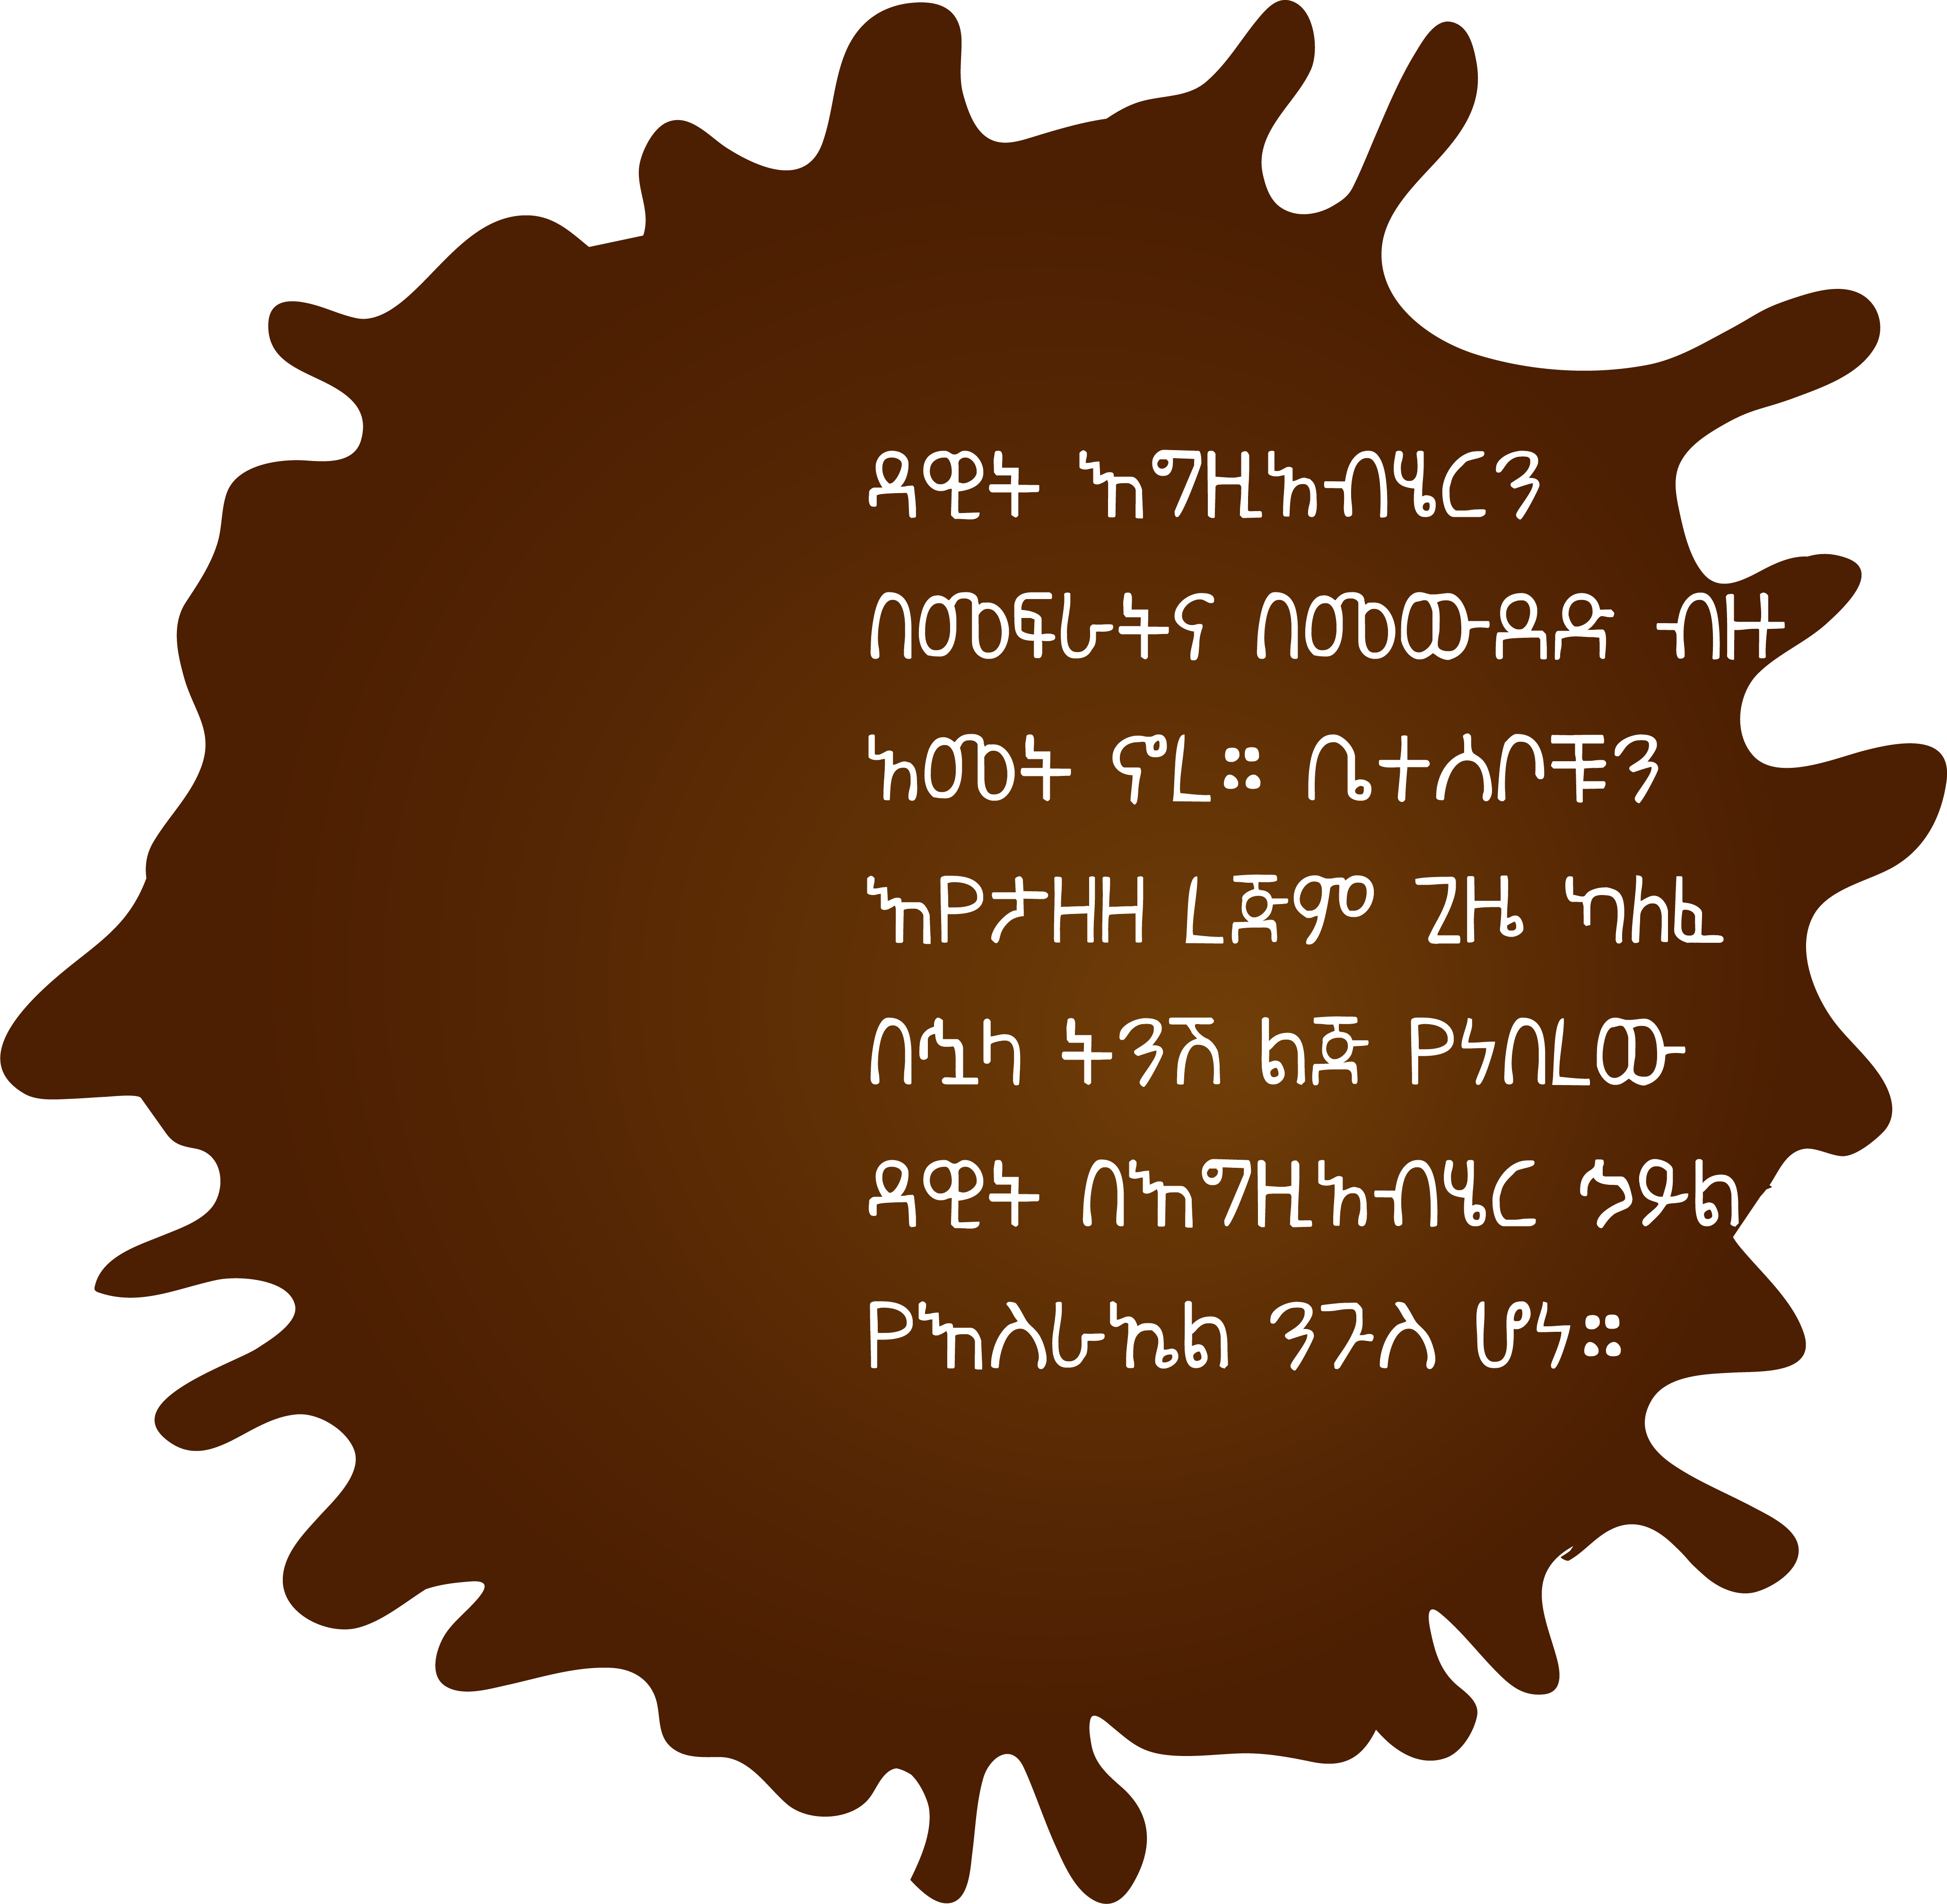 ዳዊት እግዚአብሔርን
በመፍራትና በመውደድ ብዙ
አመት ኖረ። ቤተሰቦቹን
እየታዘዘ ረጅም ጊዜ ካለፈ
በኋላ ትንሽ ልጅ የነበረው
ዳዊት በእግዚአብሔር ኃይል
የእስራኤል ንጉስ ሆነ።